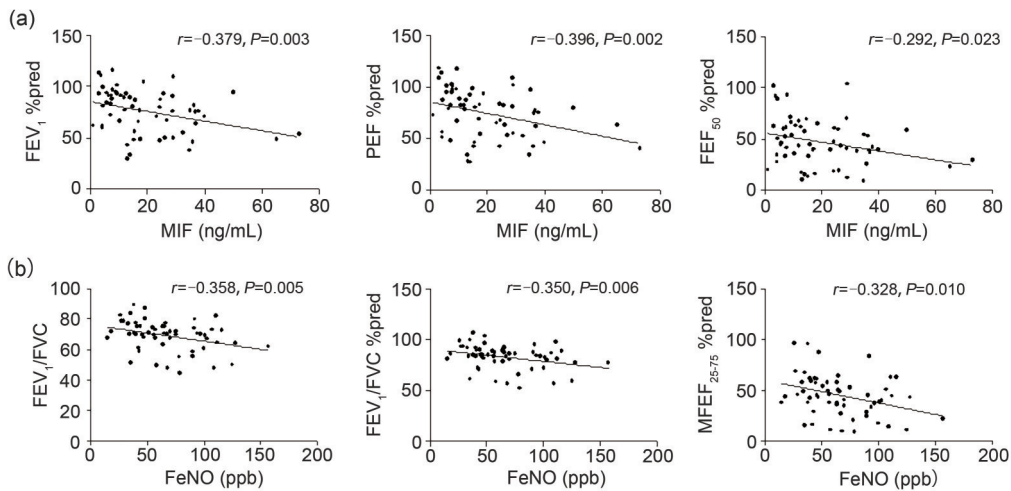 (a)
r=−0.379, P=0.003
150
100
50
0
FEV1 %pred
0 20 40 60 80
MIF (ng/mL)
r=−0.396, P=0.002
150
100
50
0
PEF %pred
0 20 40 60 80
MIF (ng/mL)
r=−0.292, P=0.023
150
100
50
0
FEF50 %pred
0 20 40 60 80
MIF (ng/mL)
(b)
r=−0.358, P=0.005
100
80
60
40
20
0
FEV1/FVC
0 50 100 150 200
FeNO (ppb)
r=−0.350, P=0.006
150
100
50
0
FEV1/FVC %pred
0 50 100 150 200
FeNO (ppb)
r=−0.328, P=0.010
150
100
50
0
MFEF25-75 %pred
0 50 100 150 200
FeNO (ppb)